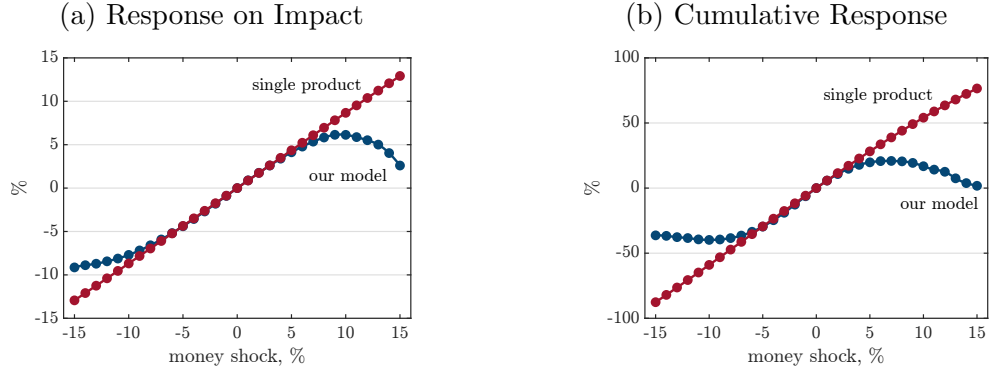 (a) Response on Impact
15
10
5
0
-5
-10
-15
%
single product
our model
-15 -10 -5 0 5 10 15
money shock, %
(b) Cumulative Response
100
50
0
-50
-100
%
single product
our model
-15 -10 -5 0 5 10 15
money shock, %